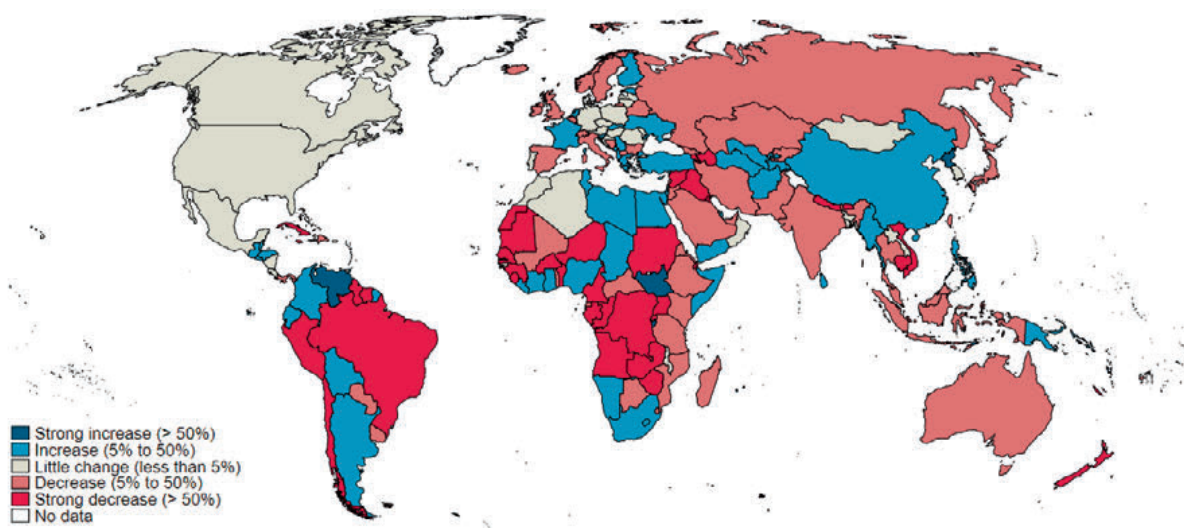 Strong increase (> 50%)
Increase (5% to 50%)
Little change (less than 5%)
Decrease (5% to 50%)
Strong decrease (> 50%)
No data